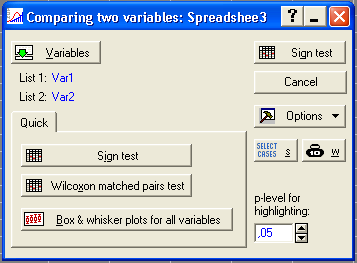 Comparing two variables: Spreadshee3
Variables
Sign test
List 1: Var1
List 2: Var2
Cancel
Quick
Options
Sign test
SELECT CASES S
W
Wilcoxon matched pairs test
p-level for
highlighting:
Box & whisker plots for all variables
,05